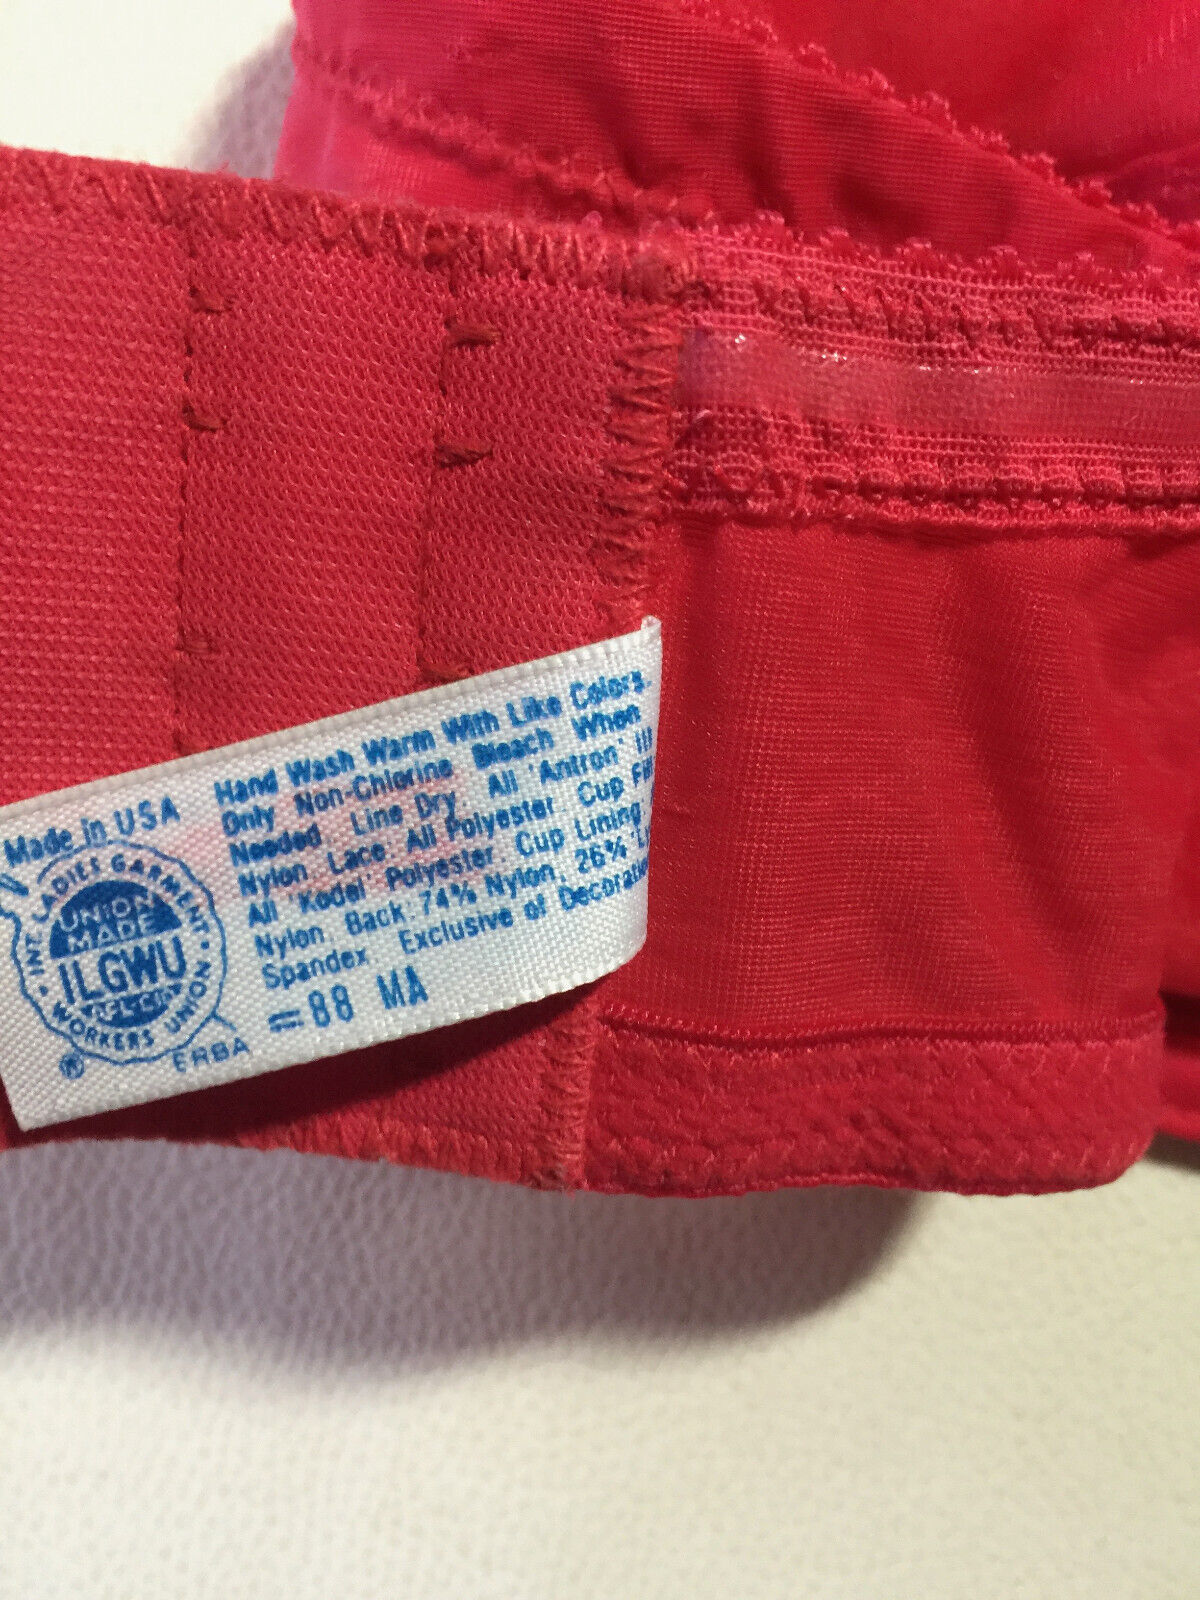 Made in USA
INT. LADIES GARMENT WORKERS UNION
UNION
MADE
ILGWU
AFL-CIO
®
ERBA
Hand Wash Warm With Like Colors.
Only Non-Chlorine Bleach When
Needed. Line Dry. All 'Antron' III
Nylon Lace. All Polyester Cup
All 'Kodel' Polyester. Cup Lining:
Nylon. Back: 74% Nylon, 26%
Spandex Exclusive of
=88 MA